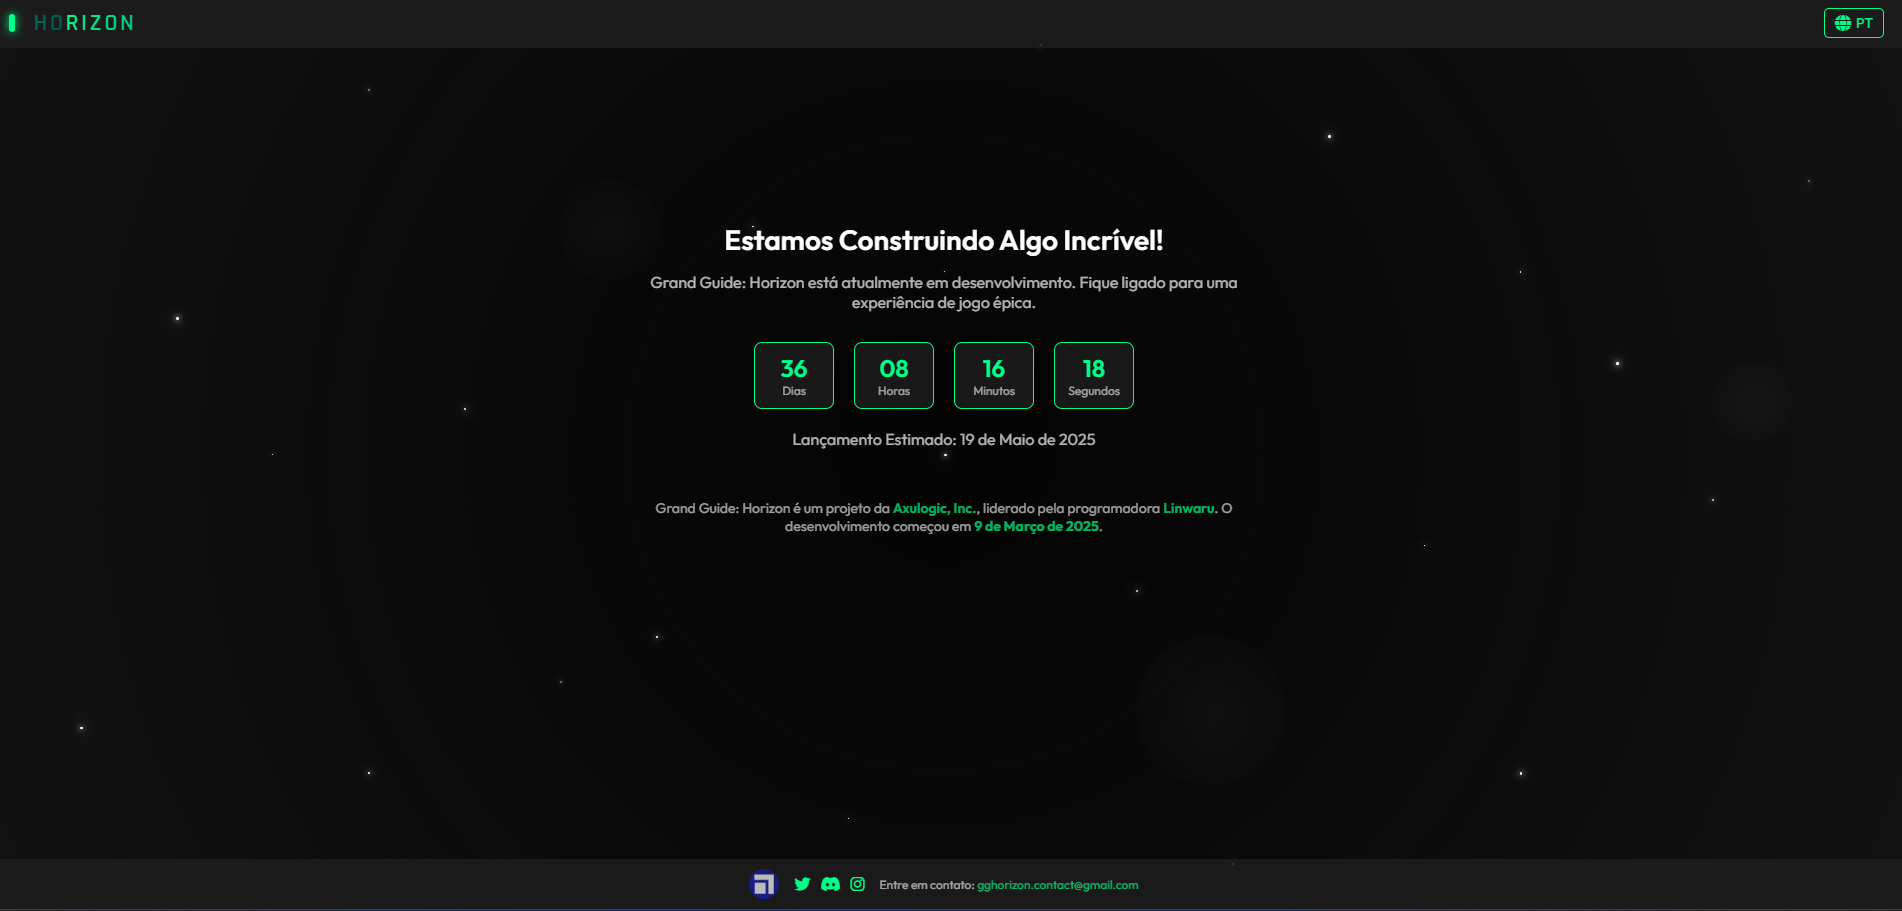 HORIZON
PT
Estamos Construindo Algo Incrível!
Grand Guide: Horizon está atualmente em desenvolvimento. Fique ligado para uma
experiência de jogo épica.
36
Dias
08
Horas
16
Minutos
18
Segundos
Lançamento Estimado: 19 de Maio de 2025
Grand Guide: Horizon é um projeto da Axulogic, Inc., liderado pela programadora Linwaru. O
desenvolvimento começou em 9 de Março de 2025.
Entre em contato: gghorizon.contact@gmail.com